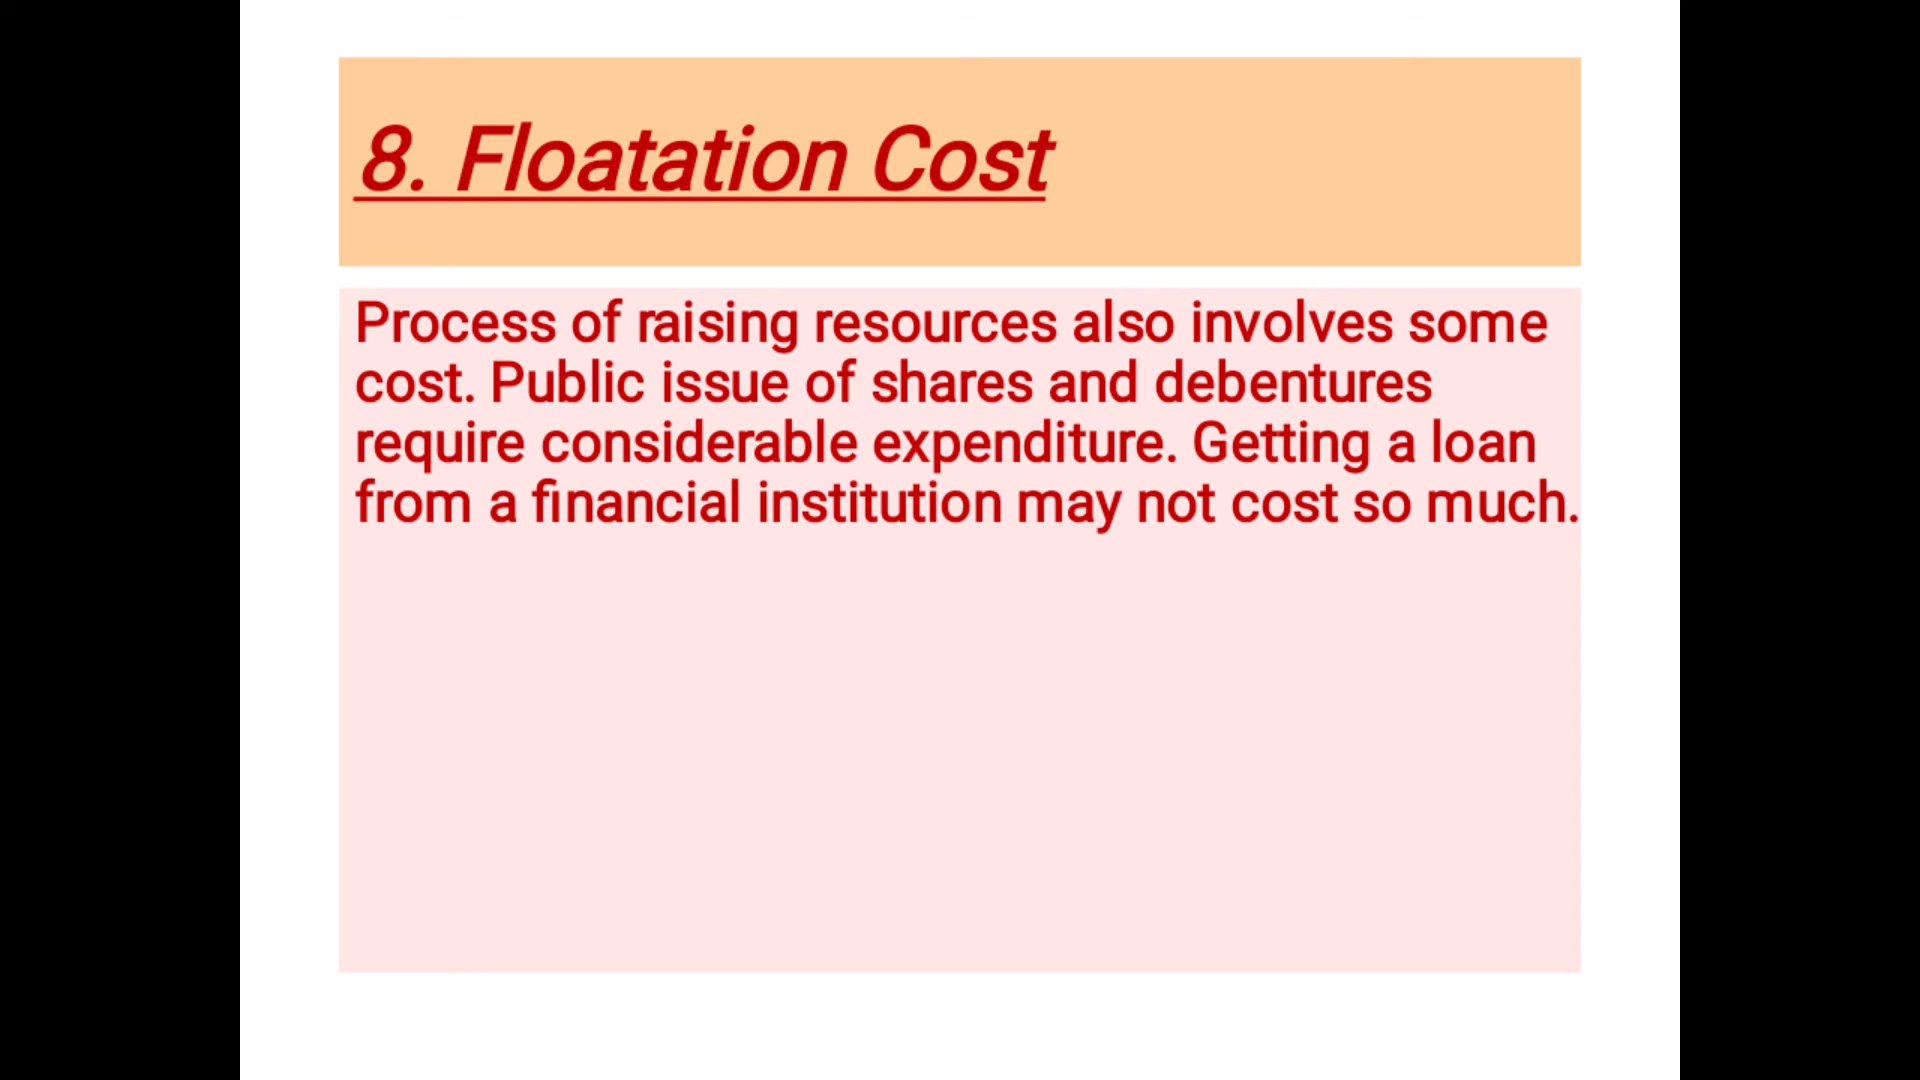 8. Floatation Cost
Process of raising resources also involves some
cost. Public issue of shares and debentures
require considerable expenditure. Getting a loan
from a financial institution may not cost so much.